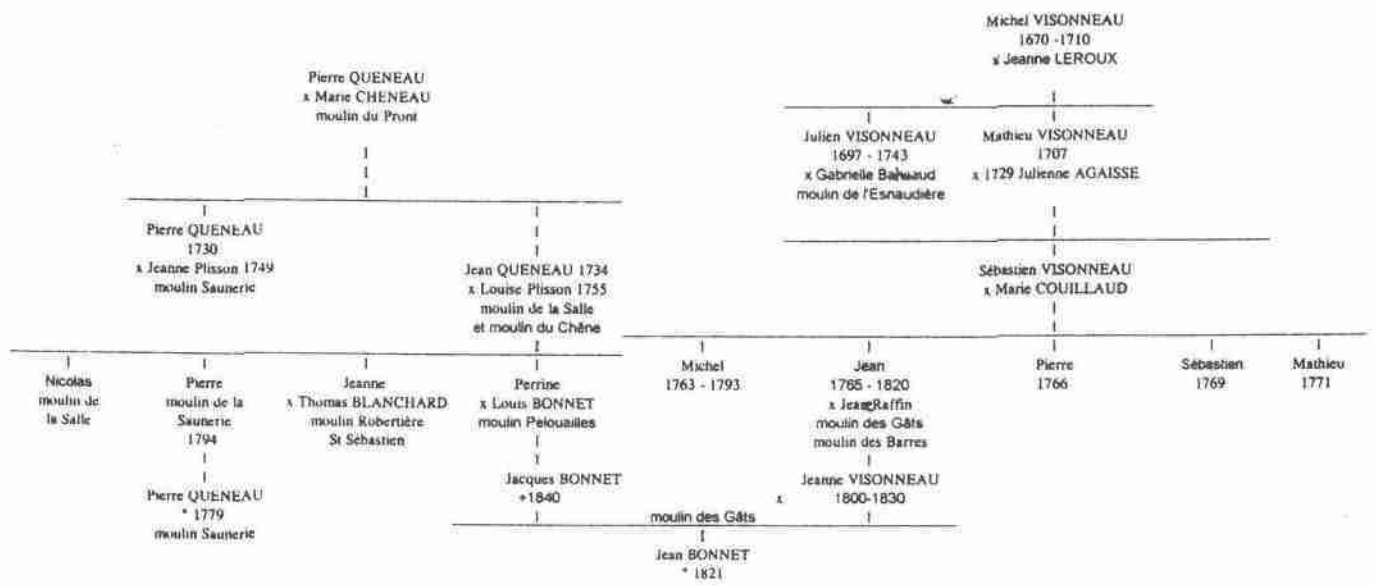 Michel VISONNEAU
1670 -1710
x Jeanne LEROUX
Pierre QUENEAU
x Marie CHENEAU
moulin du Pront
Julien VISONNEAU
1697 - 1743
x Gabrielle
moulin de l'Esnaudière
Mathieu VISONNEAU
1707
x 1729 Julienne AGAISSE
Pierre QUENEAU
1730
x Jeanne Plisson 1749
moulin Saunerie
Jean QUENEAU 1734
x Louise Plisson 1755
moulin de la Salle
et moulin du Chêne
Sébastien VISONNEAU
x Marie COUILLAUD
Nicolas
moulin de
la Salle
Pierre
moulin de la
Saunerie
1794
Jeanne
x Thomas BLANCHARD
moulin Robertière
St Sébastien
Perrine
x Louis BONNET
moulin Pelouailles
Michel
1763 - 1793
Jean
1765 - 1820
x Raffin
moulin des Gâts
moulin des Barres
Pierre
1766
Sébastien
1769
Mathieu
1771
Pierre QUENEAU
* 1779
moulin Saunerie
Jacques BONNET
+1840
x
Jeanne VISONNEAU
1800-1830
moulin des Gâts
Jean BONNET
* 1821